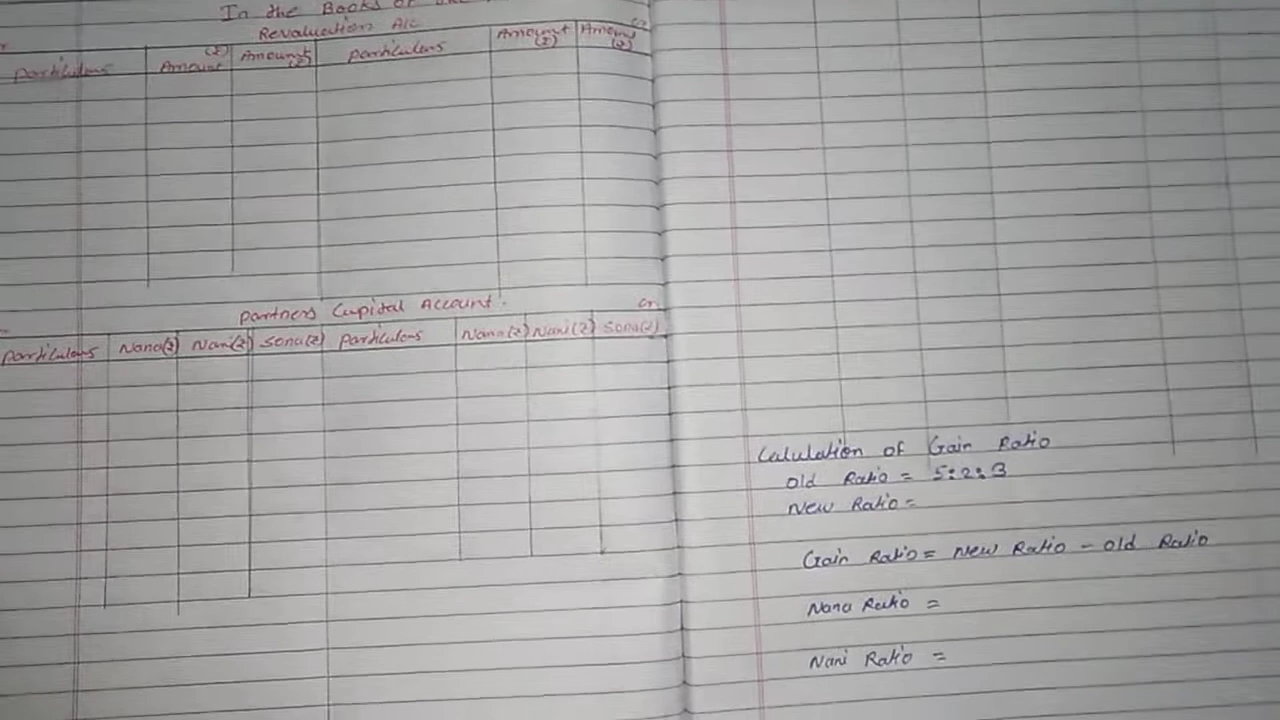 In the Books of
Revaluation A/c
Particulars Amount (₹) Amount (₹) Particulars Amount (₹) Amount (₹)
Partners Capital Account. Cr.
Particulars Nana(₹) Nani(₹) Sona(₹) Particulars Nana(₹) Nani(₹) Sona(₹)
Calulation of Gain Ratio
Old Ratio = 5:2:3
New Ratio =
Gain Ratio = New Ratio - Old Ratio
Nana Ratio =
Nani Ratio =